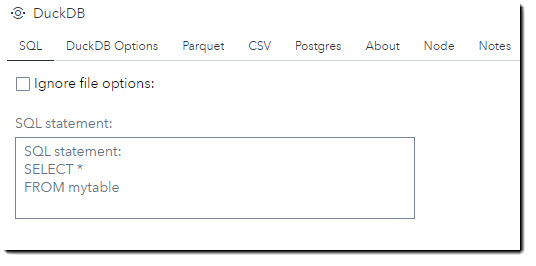 DuckDB
SQL DuckDB Options Parquet CSV Postgres About Node Notes
Ignore file options:
SQL statement:
SQL statement:
SELECT *
FROM mytable